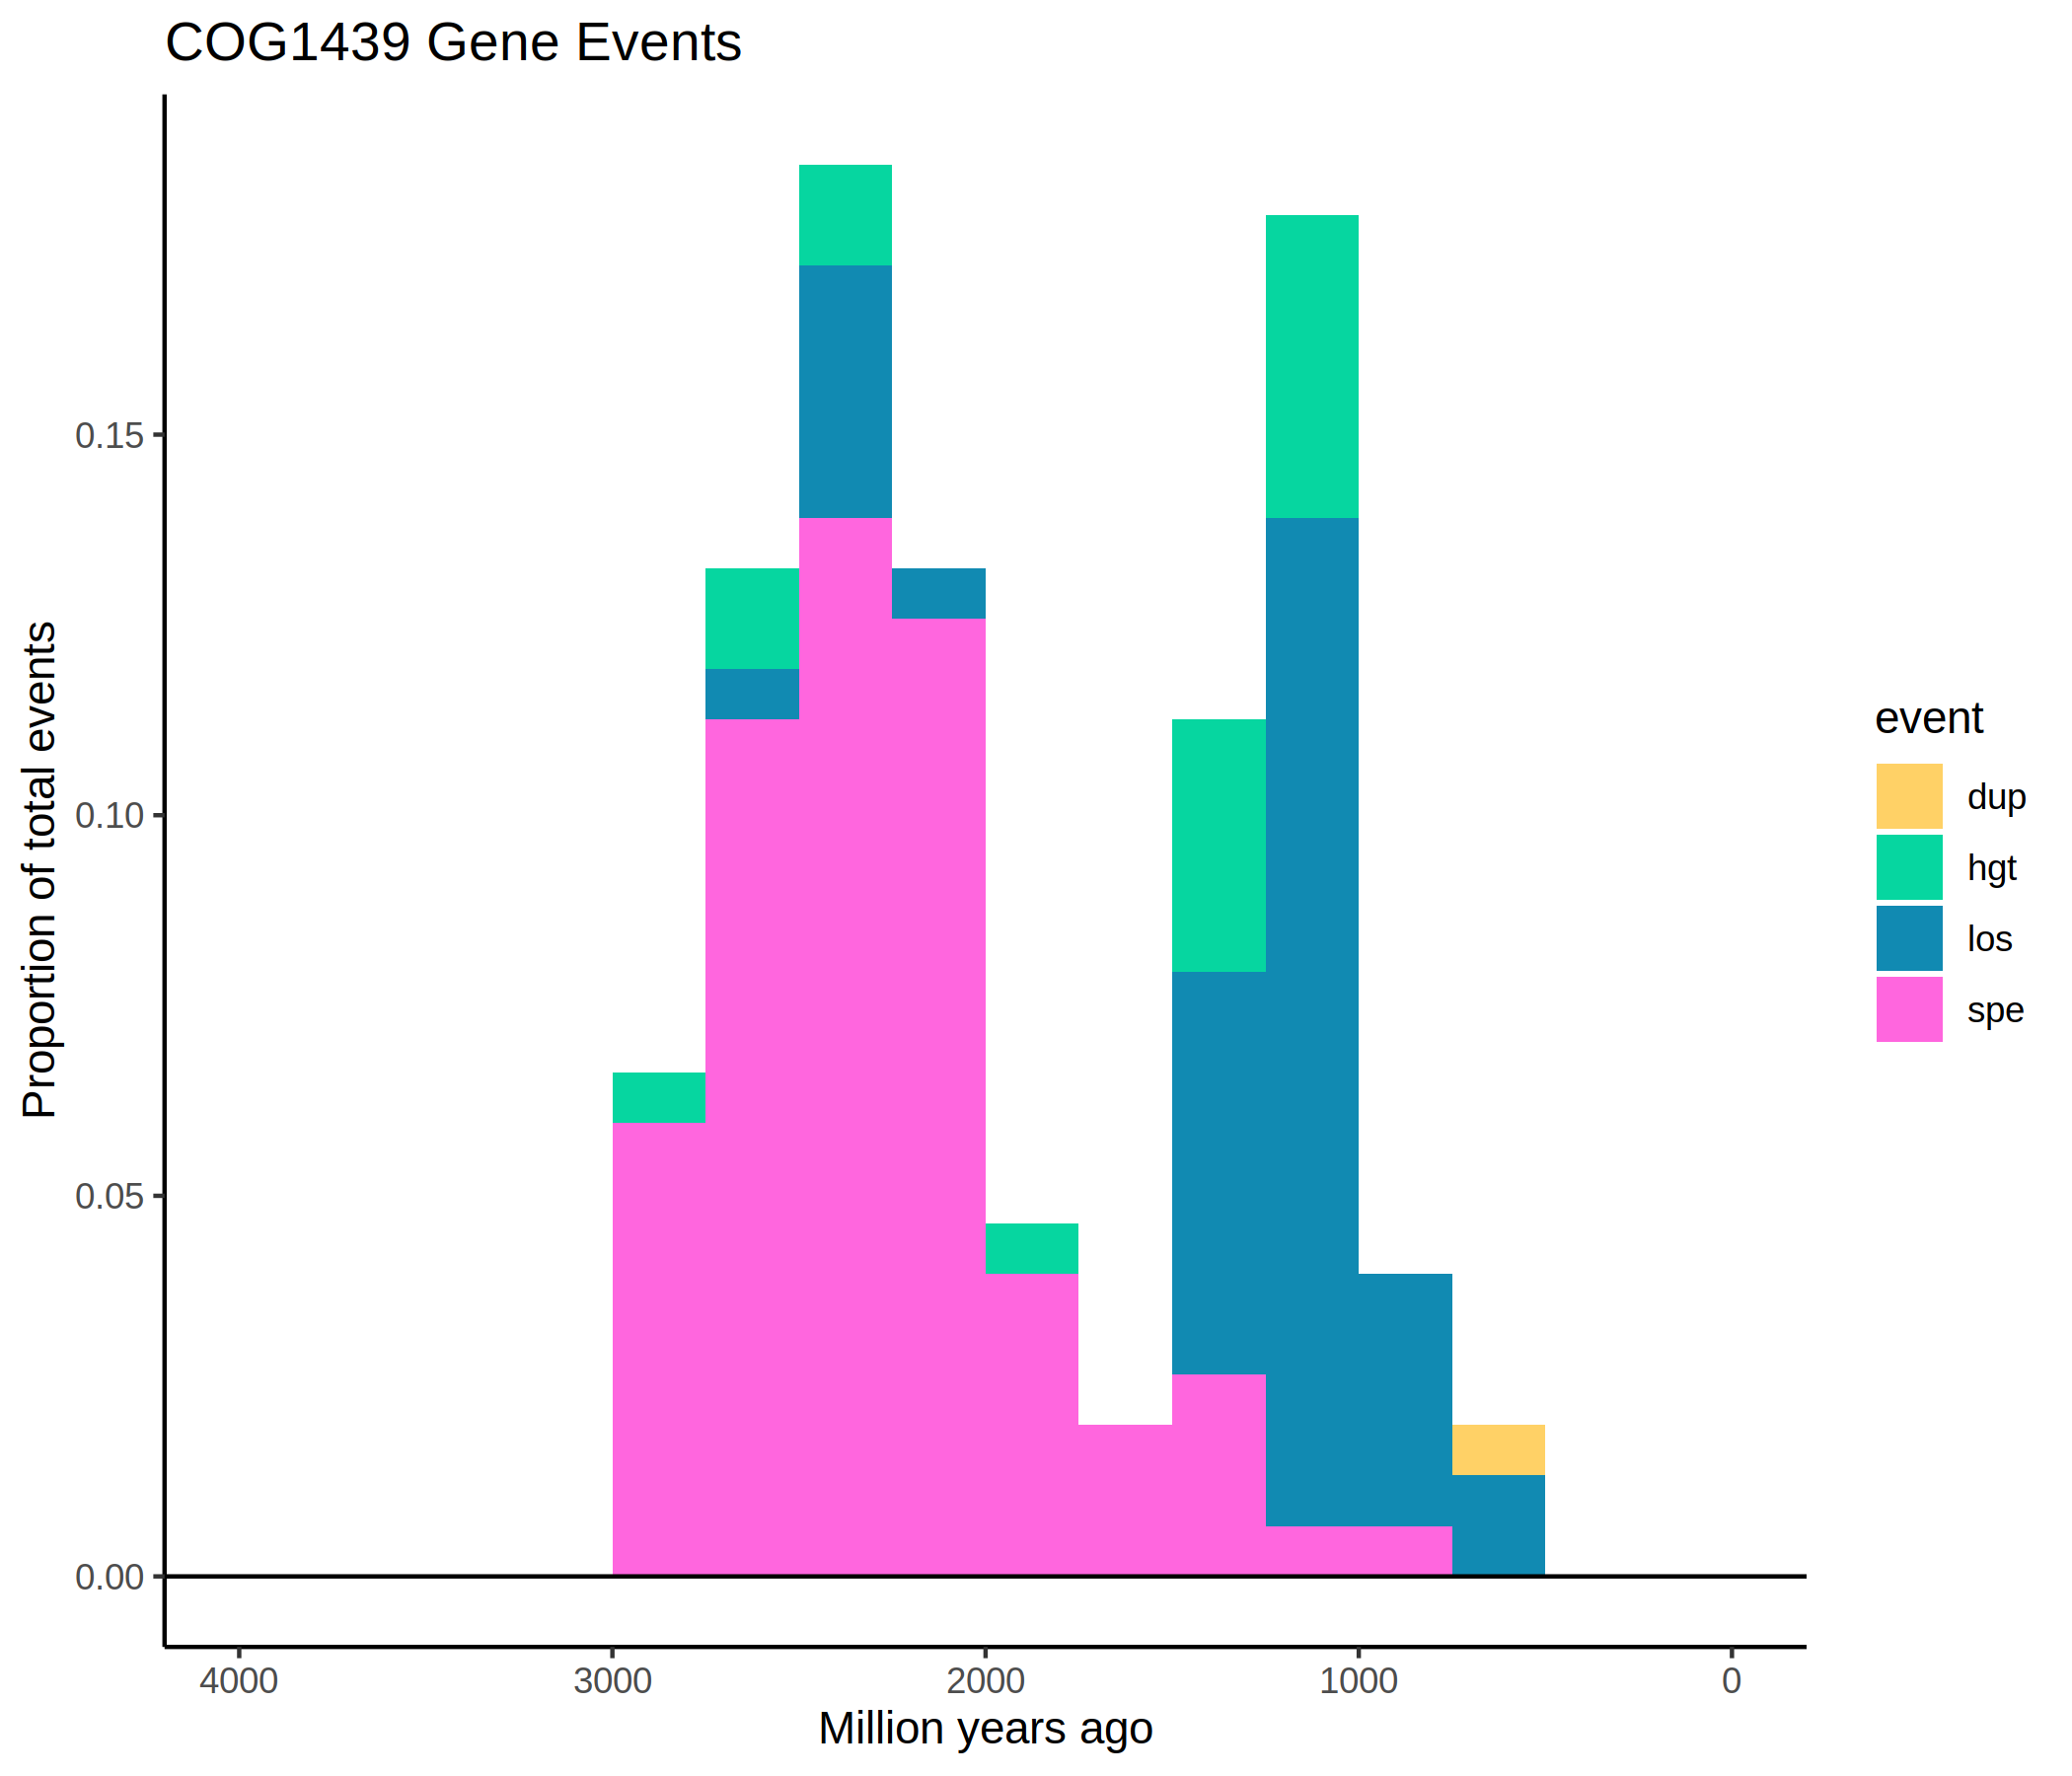 COG1439 Gene Events
Proportion of total events
0.15
0.10
0.05
0.00
4000 3000 2000 1000 0
Million years ago
event
dup
hgt
los
spe